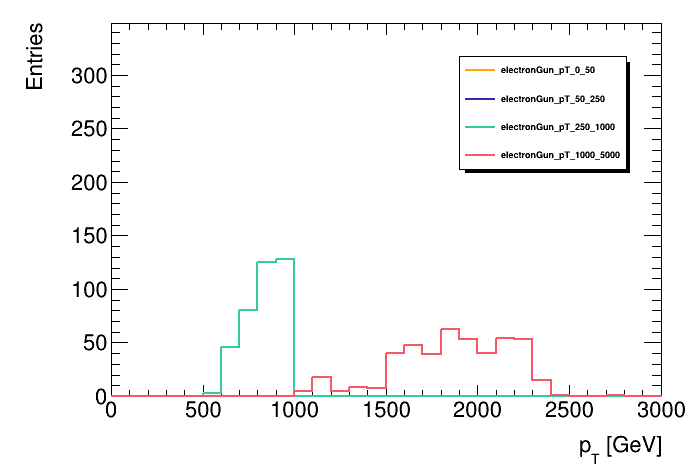 Entries
300
250
200
150
100
50
0
electronGun_pT_0_50
electronGun_pT_50_250
electronGun_pT_250_1000
electronGun_pT_1000_5000
0 500 1000 1500 2000 2500 3000
p_T [GeV]